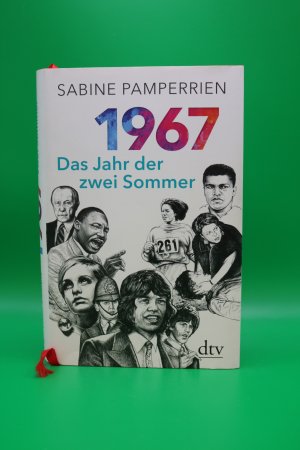 SABINE PAMPERRIEN
1967
Das Jahr der
zwei Sommer
261
dtv